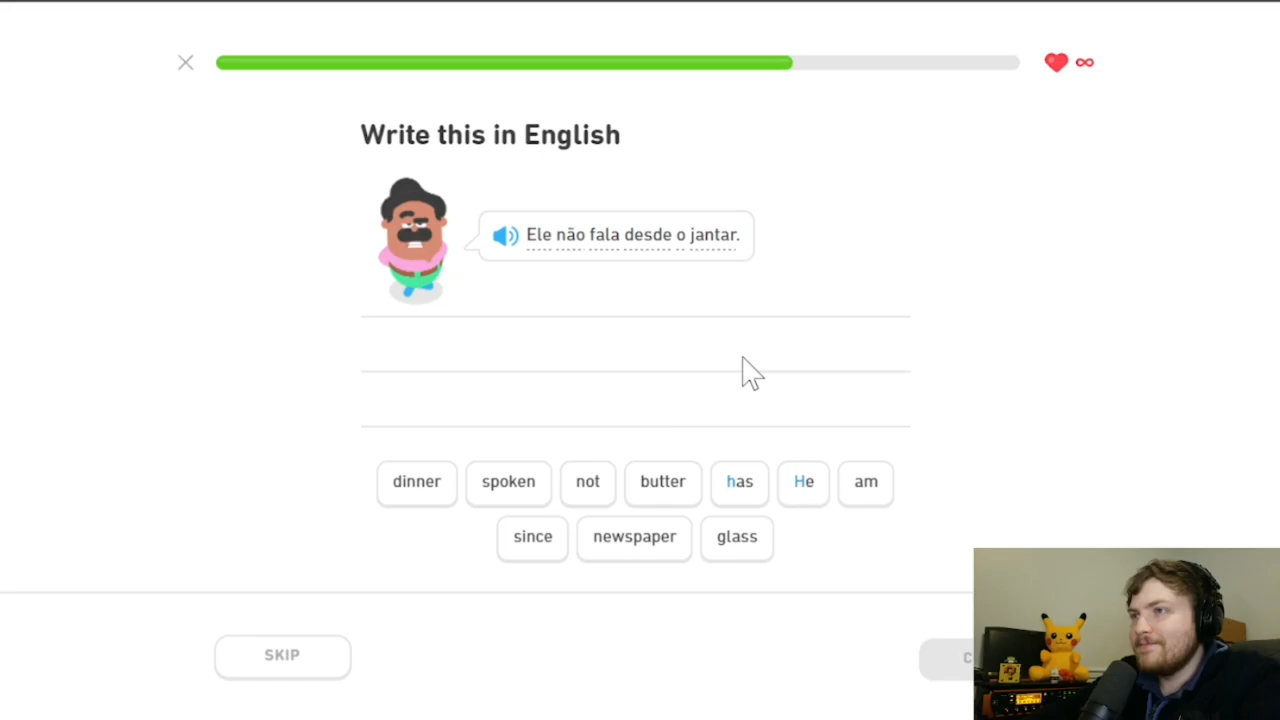 ∞
Write this in English
Ele não fala desde o jantar.
dinner spoken not butter has He am
since newspaper glass
SKIP C